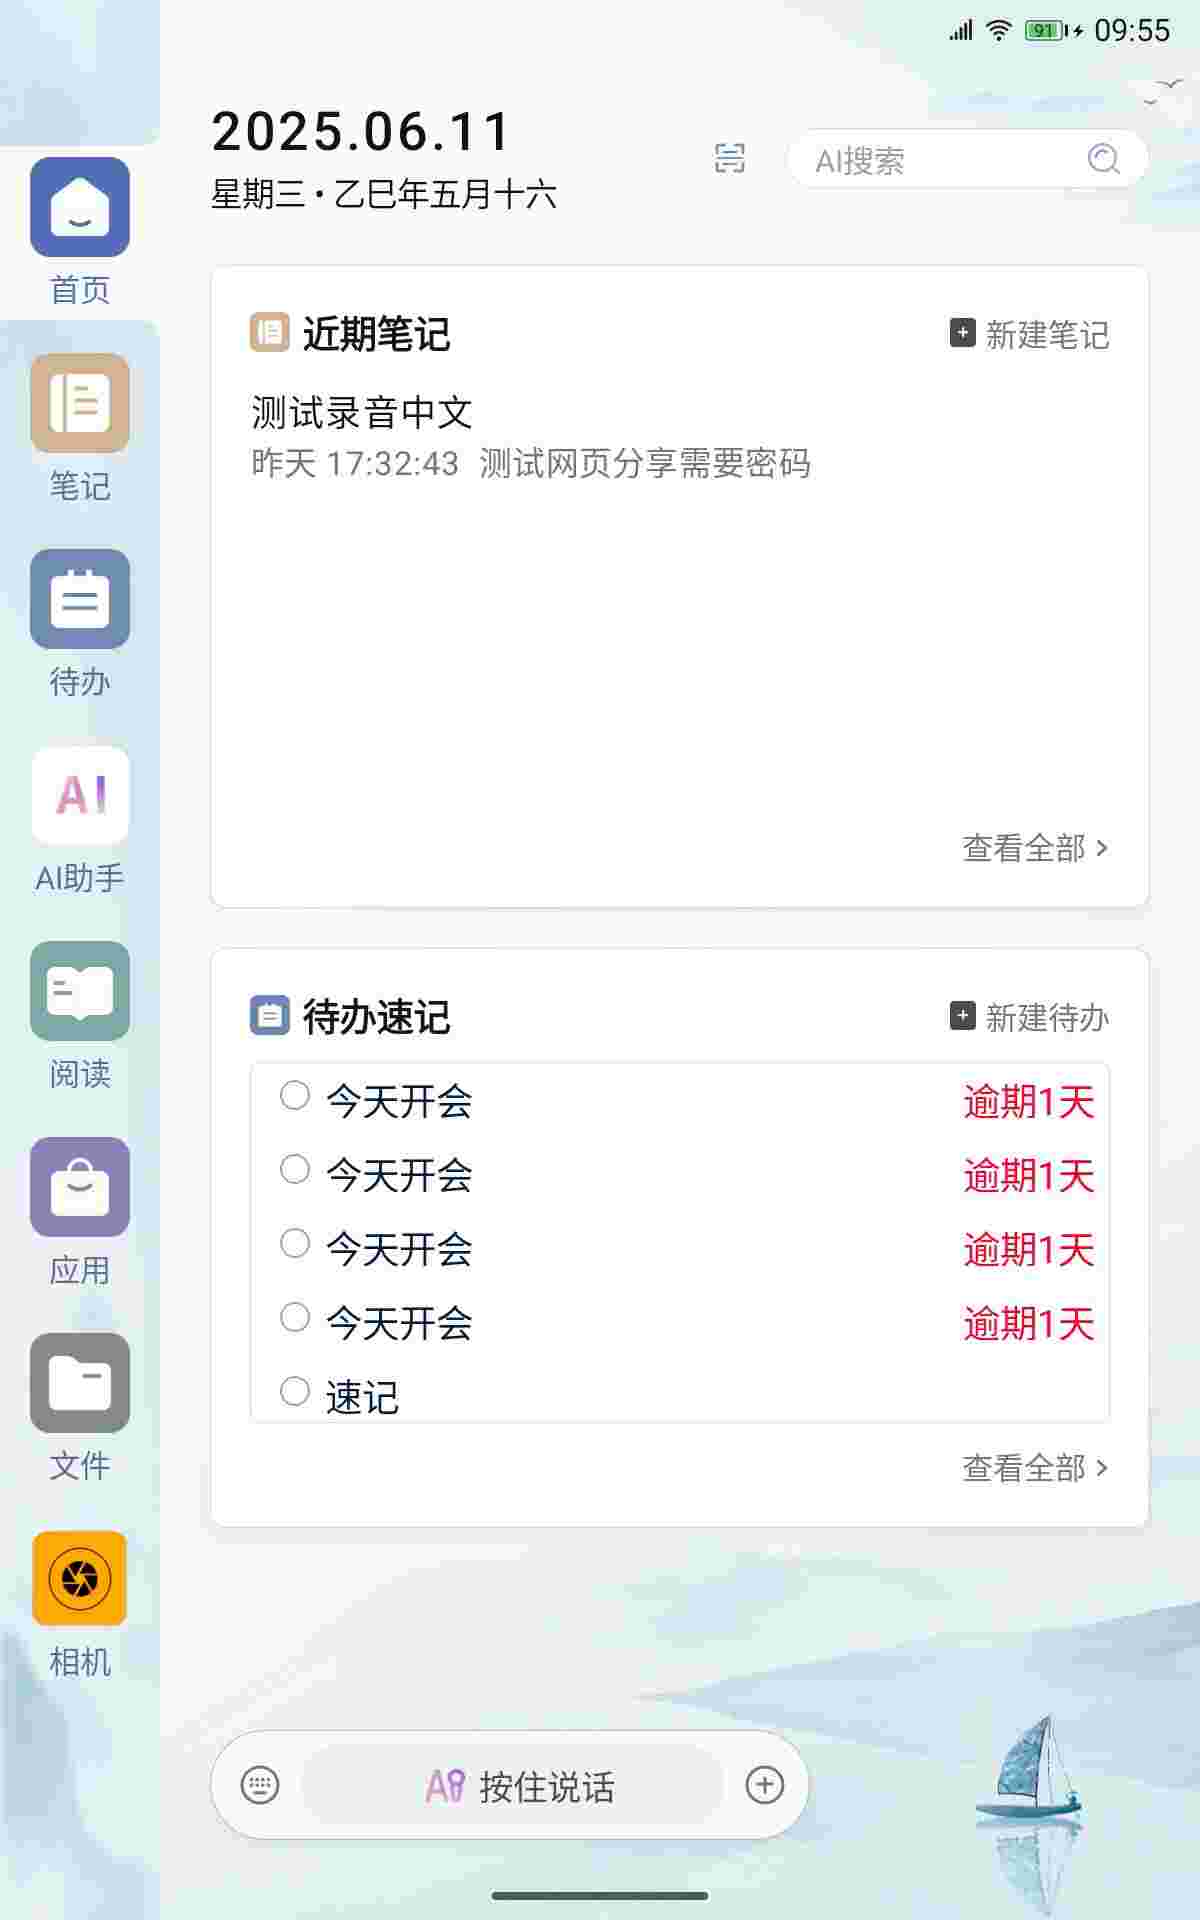 91 09:55
2025.06.11
星期三·乙巳年五月十六
AI搜索
首页
笔记
待办
AI
AI助手
阅读
应用
文件
相机
近期笔记
新建笔记
测试录音中文
昨天 17:32:43 测试网页分享需要密码
查看全部 >
待办速记
新建待办
今天开会 逾期1天
今天开会 逾期1天
今天开会 逾期1天
今天开会 逾期1天
速记
查看全部 >
AI 按住说话